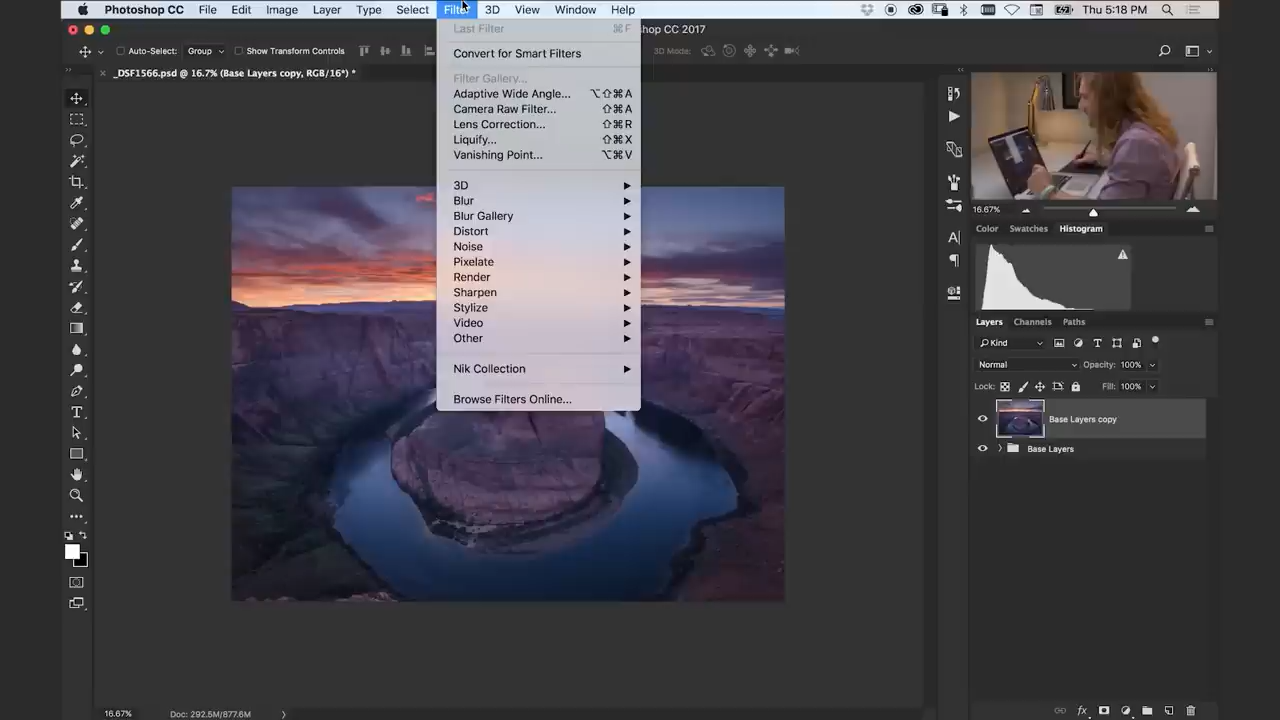 Photoshop CC File Edit Image Layer Type Select Filter 3D View Window Help Thu 5:18 PM
shop CC 2017
Auto-Select: Group Show Transform Controls 3D Mode:
× _DSF1566.psd @ 16.7% (Base Layers copy, RGB/16*) *
Last Filter ⌘F
Convert for Smart Filters
Filter Gallery...
Adaptive Wide Angle... ⌥⇧⌘A
Camera Raw Filter... ⇧⌘A
Lens Correction... ⇧⌘R
Liquify... ⇧⌘X
Vanishing Point... ⌥⌘V
3D
Blur
Blur Gallery
Distort
Noise
Pixelate
Render
Sharpen
Stylize
Video
Other
Nik Collection
Browse Filters Online...
16.67%
Color Swatches Histogram
Layers Channels Paths
Kind
Normal Opacity: 100%
Lock: Fill: 100%
Base Layers copy
Base Layers
16.67% Doc: 292.5M/877.6M